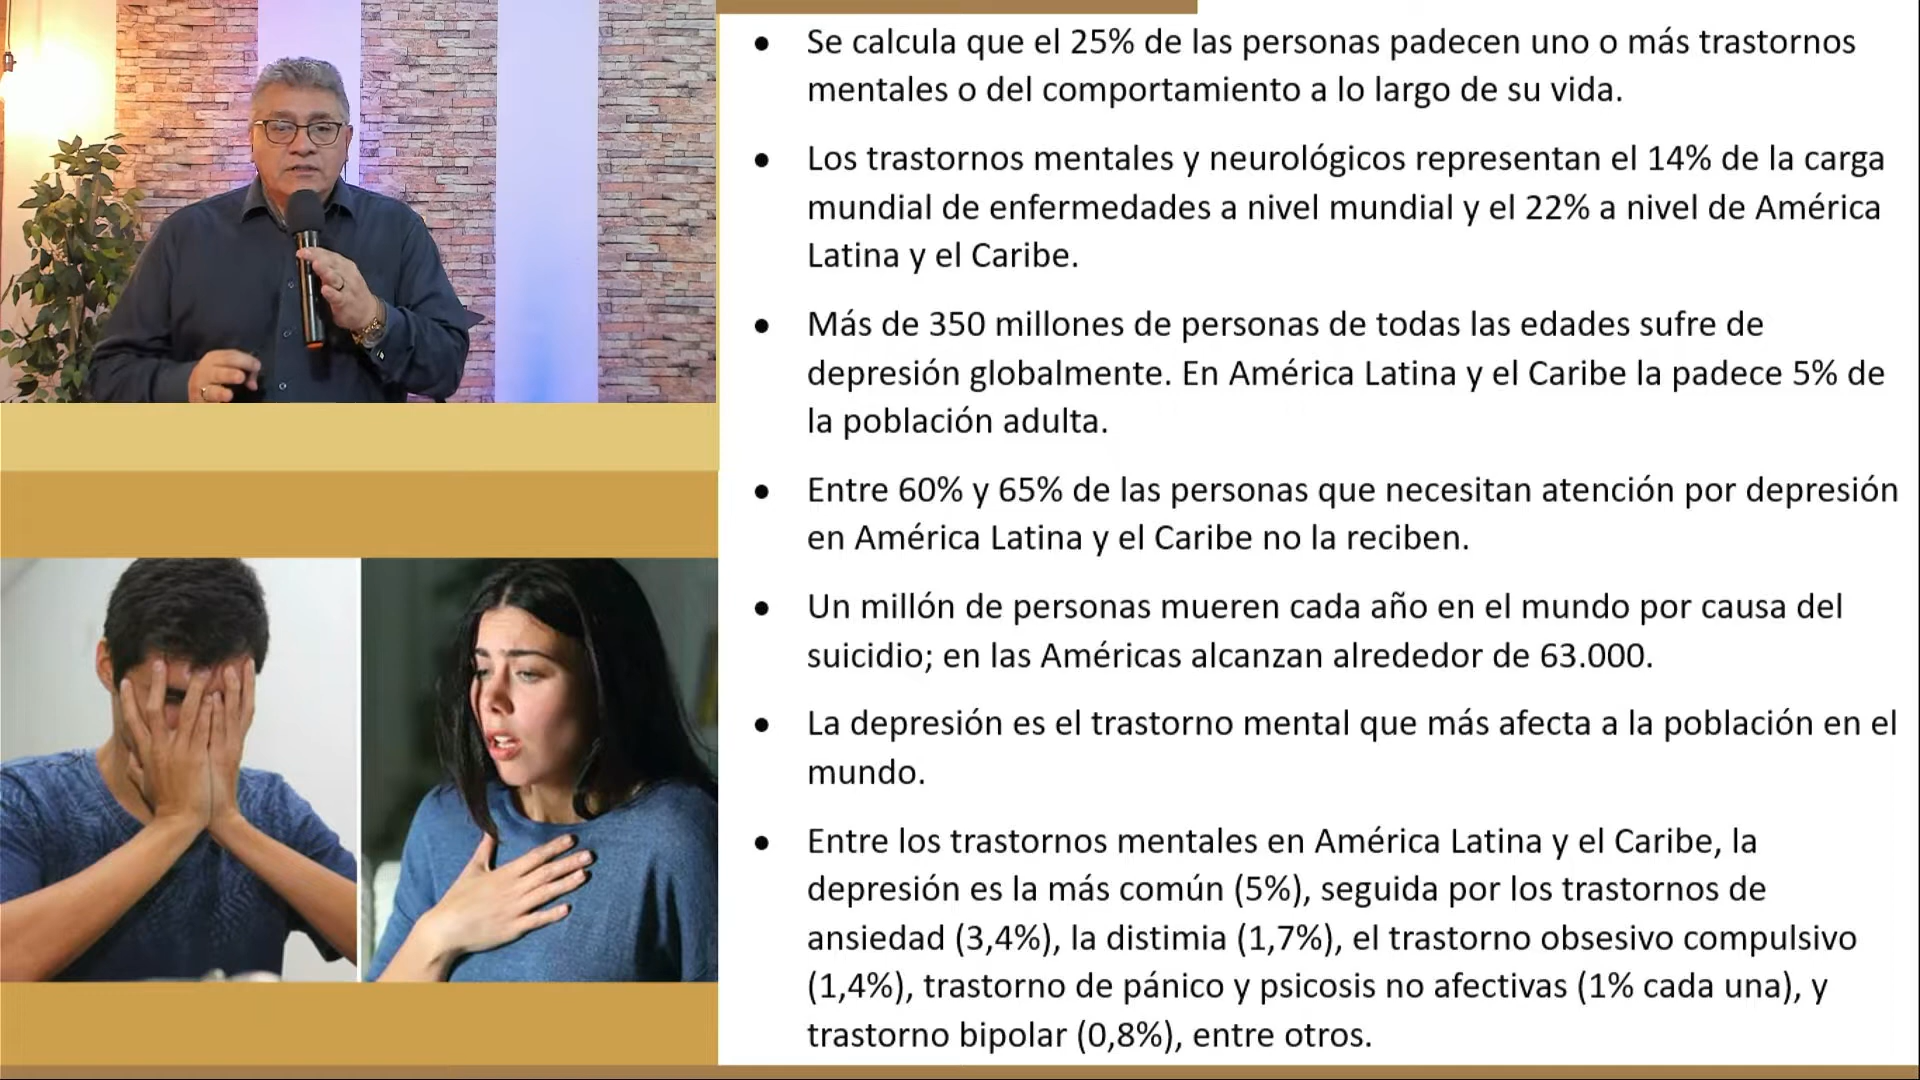 • Se calcula que el 25% de las personas padecen uno o más trastornos
mentales o del comportamiento a lo largo de su vida.
• Los trastornos mentales y neurológicos representan el 14% de la carga
mundial de enfermedades a nivel mundial y el 22% a nivel de América
Latina y el Caribe.
• Más de 350 millones de personas de todas las edades sufre de
depresión globalmente. En América Latina y el Caribe la padece 5% de
la población adulta.
• Entre 60% y 65% de las personas que necesitan atención por depresión
en América Latina y el Caribe no la reciben.
• Un millón de personas mueren cada año en el mundo por causa del
suicidio; en las Américas alcanzan alrededor de 63.000.
• La depresión es el trastorno mental que más afecta a la población en el
mundo.
• Entre los trastornos mentales en América Latina y el Caribe, la
depresión es la más común (5%), seguida por los trastornos de
ansiedad (3,4%), la distimia (1,7%), el trastorno obsesivo compulsivo
(1,4%), trastorno de pánico y psicosis no afectivas (1% cada una), y
trastorno bipolar (0,8%), entre otros.